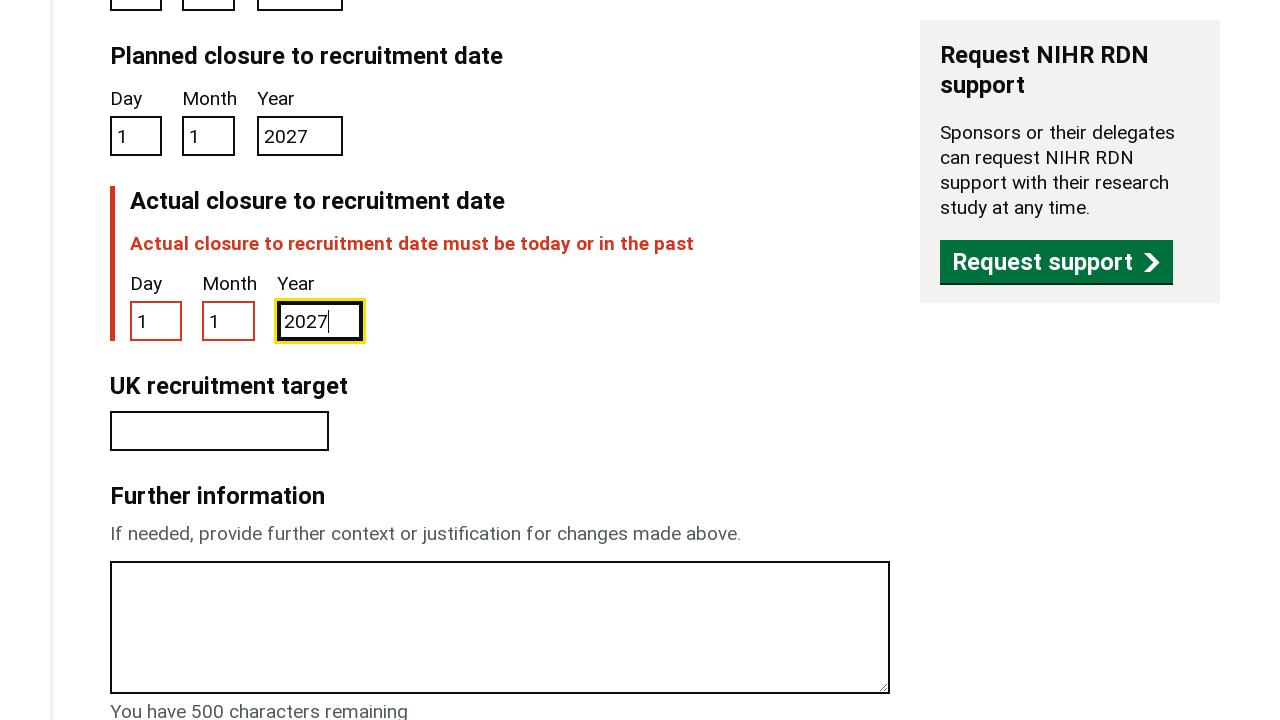 Planned closure to recruitment date
Day Month Year
1 1 2027
Actual closure to recruitment date
Actual closure to recruitment date must be today or in the past
Day Month Year
1 1 2027
UK recruitment target
Further information
If needed, provide further context or justification for changes made above.
You have 500 characters remaining
Request NIHR RDN
support
Sponsors or their delegates
can request NIHR RDN
support with their research
study at any time.
Request support